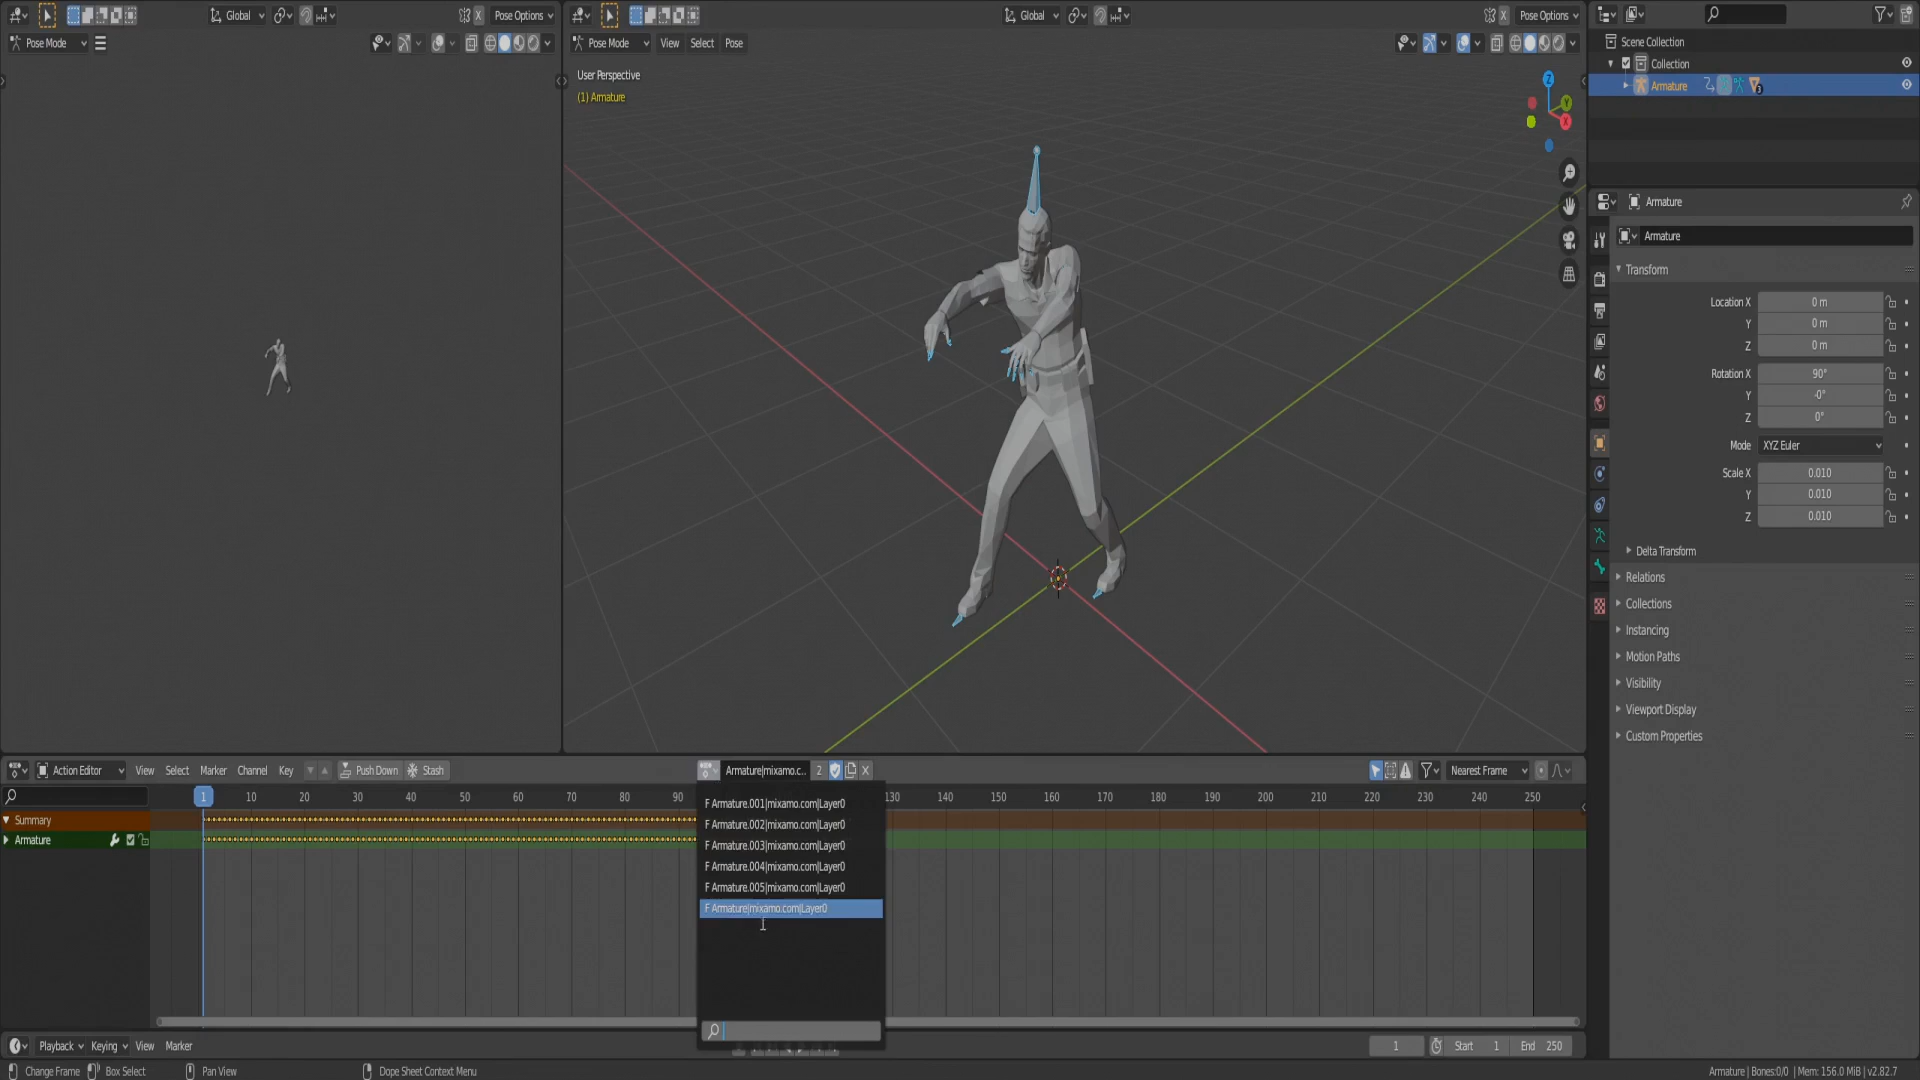 Global
Pose Options
Global
Pose Options
Pose Mode
Pose Mode
View
Select
Pose
Scene Collection
Collection
Armature
User Perspective
(1) Armature
Z
Y
X
Armature
Armature
Transform
Location X
0 m
Y
0 m
Z
0 m
Rotation X
90°
Y
-0°
Z
0°
Mode
XYZ Euler
Scale X
0.010
Y
0.010
Z
0.010
Delta Transform
Relations
Collections
Instancing
Motion Paths
Visibility
Viewport Display
Custom Properties
Action Editor
View
Select
Marker
Channel
Key
Push Down
Stash
Armature|mixamo.c..
2
Nearest Frame
1 10 20 30 40 50 60 70 80 90 130 140 150 160 170 180 190 200 210 220 230 240 250
Summary
Armature
F Armature.001|mixamo.com|Layer0
F Armature.002|mixamo.com|Layer0
F Armature.003|mixamo.com|Layer0
F Armature.004|mixamo.com|Layer0
F Armature.005|mixamo.com|Layer0
F Armature|mixamo.com|Layer0
Playback
Keying
View
Marker
1
Start 1
End 250
Change Frame
Box Select
Pan View
Dope Sheet Context Menu
Armature | Bones:0/0 | Mem: 156.0 MiB | v2.82.7